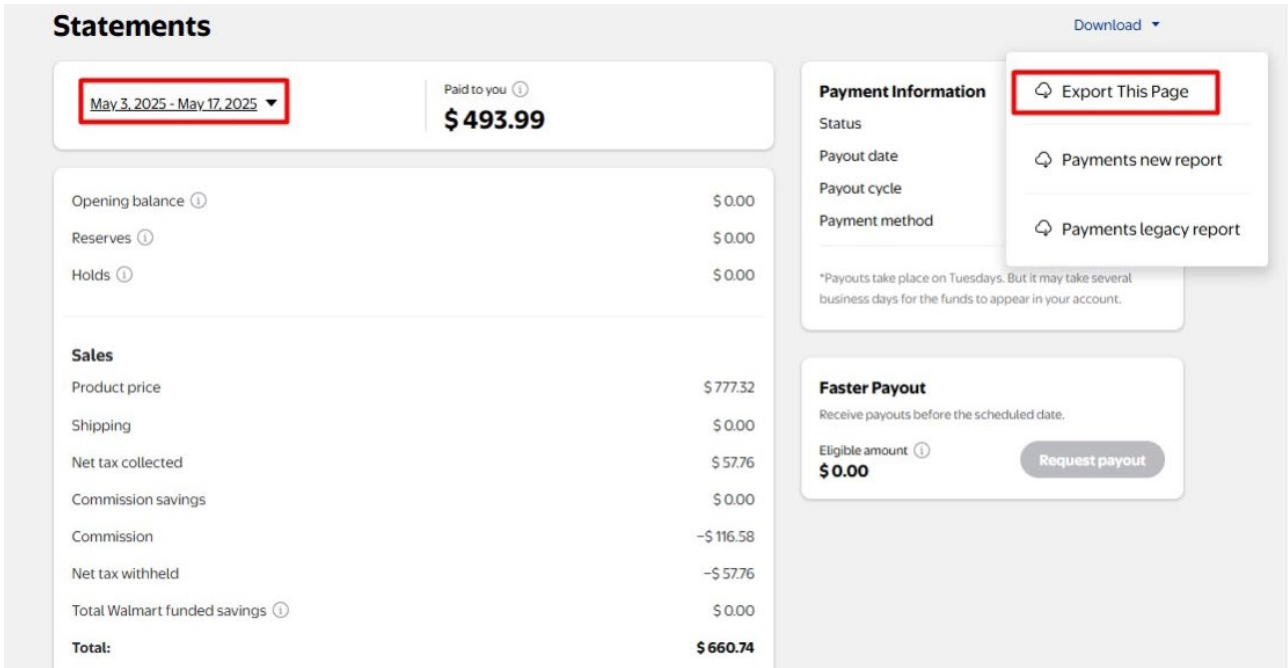 Statements
Download
May 3, 2025 - May 17, 2025
Paid to you
$ 493.99
Opening balance $ 0.00
Reserves $ 0.00
Holds $ 0.00
Sales
Product price $ 777.32
Shipping $ 0.00
Net tax collected $ 57.76
Commission savings $ 0.00
Commission -$ 116.58
Net tax withheld -$ 57.76
Total Walmart funded savings $ 0.00
Total: $ 660.74
Payment Information
Status
Payout date
Payout cycle
Payment method
*Payouts take place on Tuesdays. But it may take several
business days for the funds to appear in your account.
Export This Page
Payments new report
Payments legacy report
Faster Payout
Receive payouts before the scheduled date.
Eligible amount
$ 0.00
Request payout